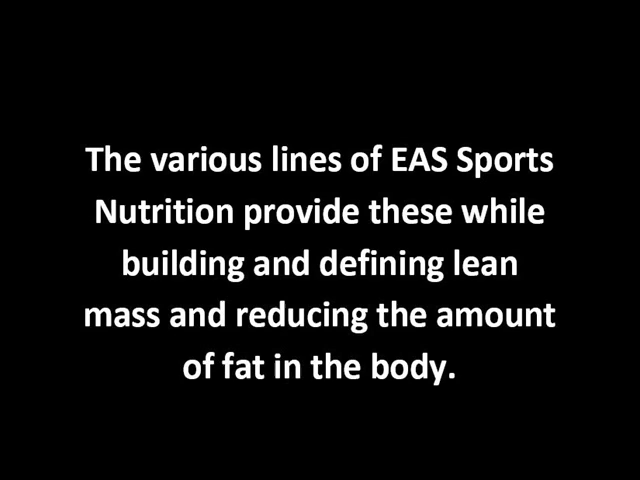 The various lines of EAS Sports
Nutrition provide these while
building and defining lean
mass and reducing the amount
of fat in the body.